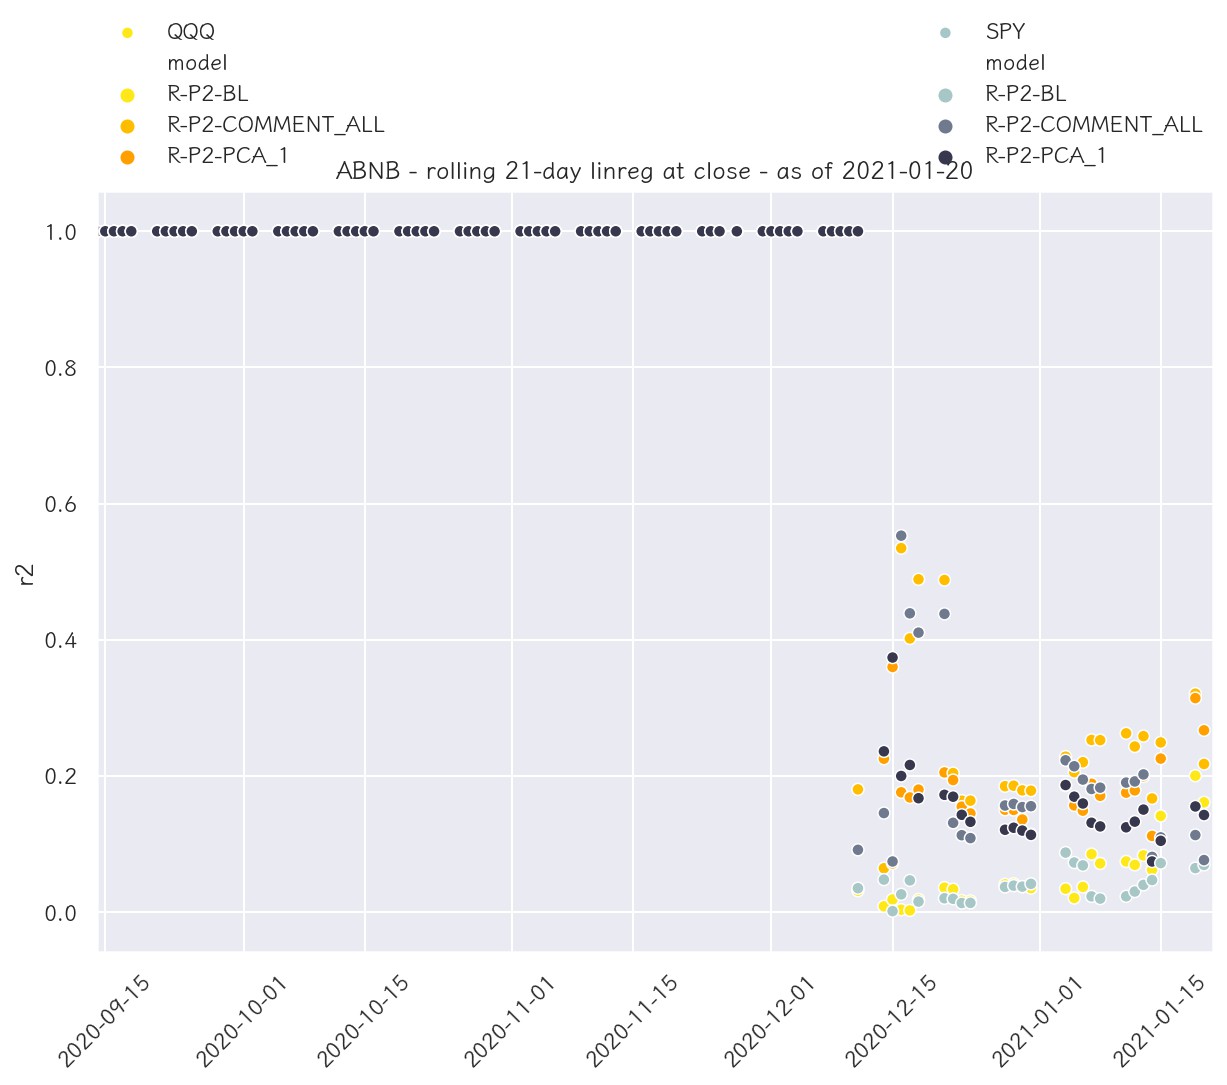 QQQ
model
R-P2-BL
R-P2-COMMENT_ALL
R-P2-PCA_1
SPY
model
R-P2-BL
R-P2-COMMENT_ALL
R-P2-PCA_1
ABNB - rolling 21-day linreg at close - as of 2021-01-20
1.0
0.8
0.6
0.4
0.2
0.0
r2
2020-09-15
2020-10-01
2020-10-15
2020-11-01
2020-11-15
2020-12-01
2020-12-15
2021-01-01
2021-01-15